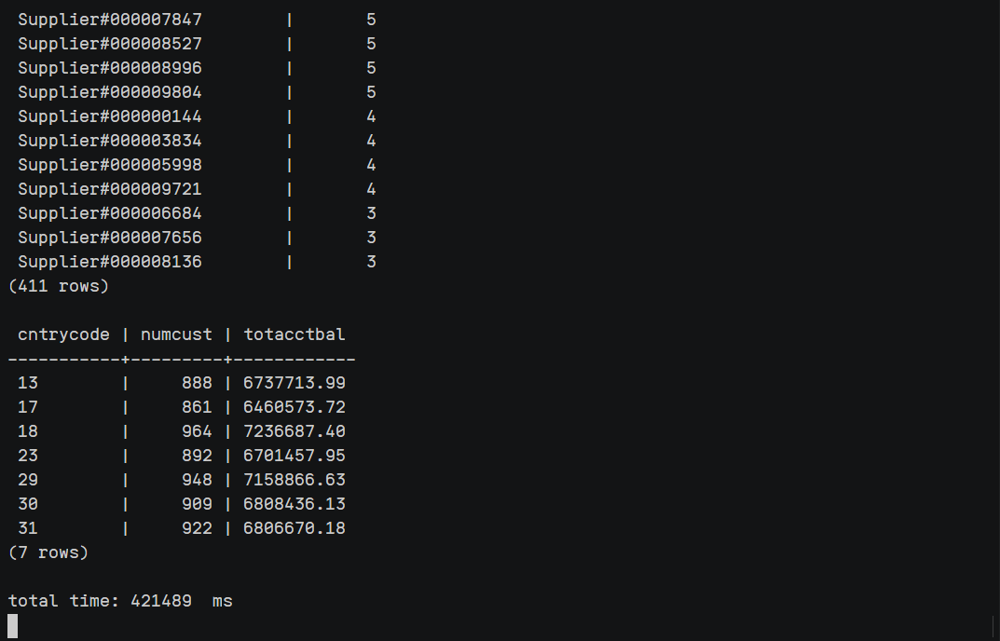 Supplier#000007847        |       5
Supplier#000008527        |       5
Supplier#000008996        |       5
Supplier#000009804        |       5
Supplier#000000144        |       4
Supplier#000003834        |       4
Supplier#000005998        |       4
Supplier#000009721        |       4
Supplier#000006684        |       3
Supplier#000007656        |       3
Supplier#000008136        |       3
(411 rows)

 cntrycode | numcust | totacctbal
-----------+---------+------------
 13        |     888 | 6737713.99
 17        |     861 | 6460573.72
 18        |     964 | 7236687.40
 23        |     892 | 6701457.95
 29        |     948 | 7158866.63
 30        |     909 | 6808436.13
 31        |     922 | 6806670.18
(7 rows)

total time: 421489  ms